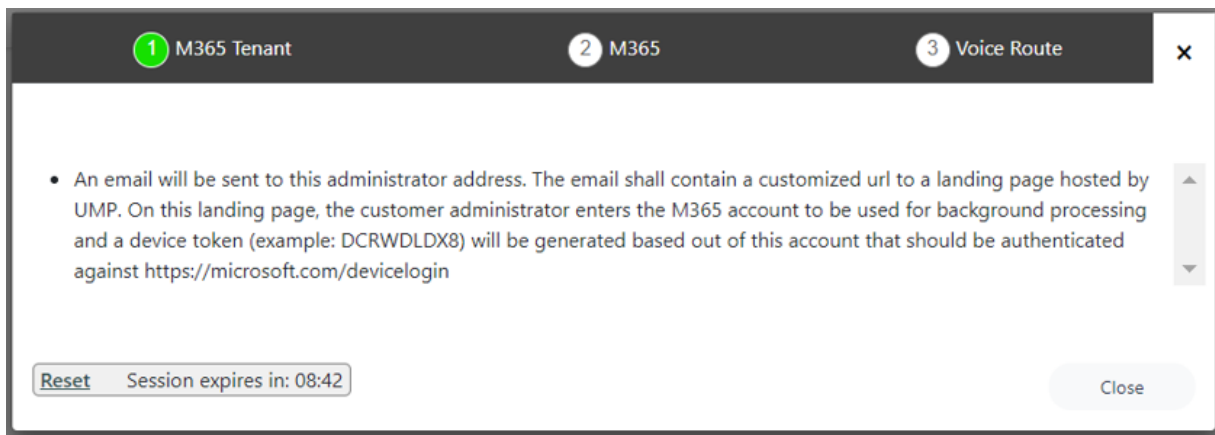 1 M365 Tenant 2 M365 3 Voice Route ×
• An email will be sent to this administrator address. The email shall contain a customized url to a landing page hosted by
UMP. On this landing page, the customer administrator enters the M365 account to be used for background processing
and a device token (example: DCRWDLDX8) will be generated based out of this account that should be authenticated
against https://microsoft.com/devicelogin
Reset Session expires in: 08:42
Close